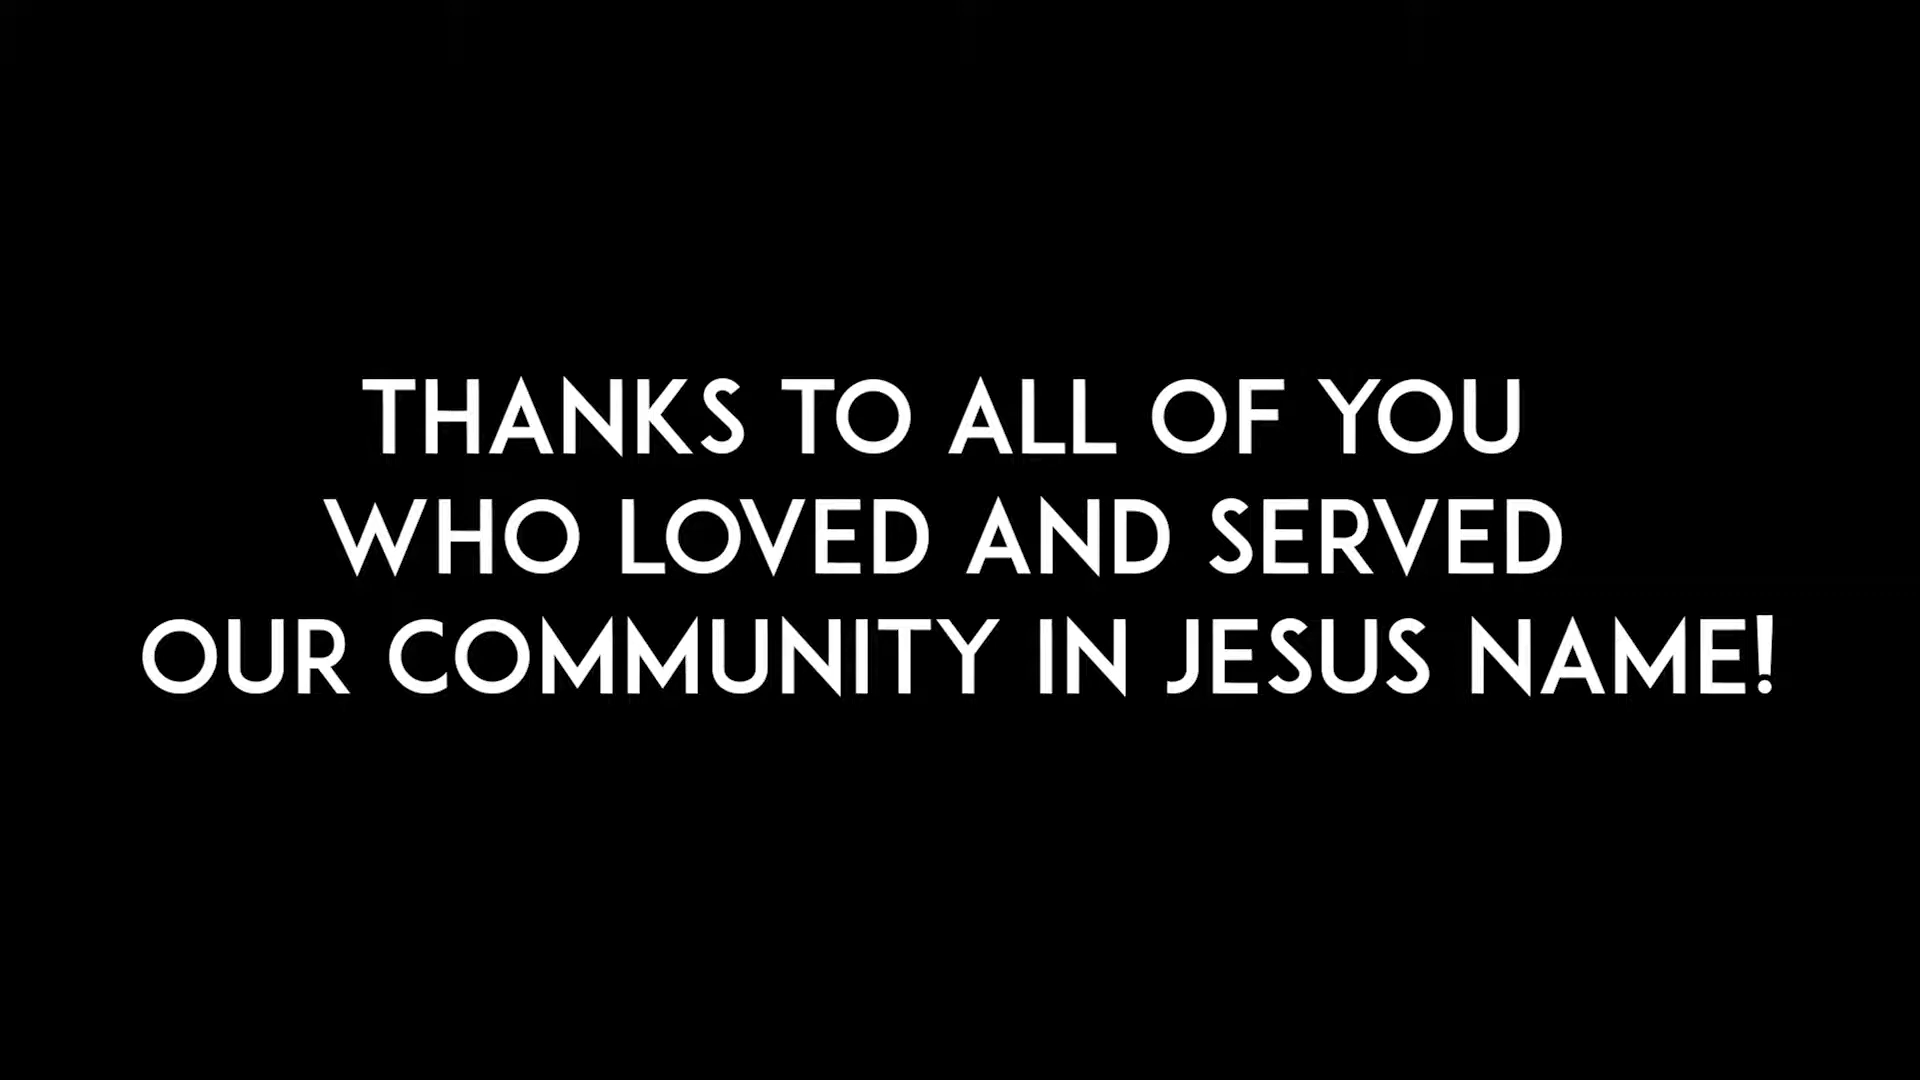 THANKS TO ALL OF YOU
WHO LOVED AND SERVED
OUR COMMUNITY IN JESUS NAME!